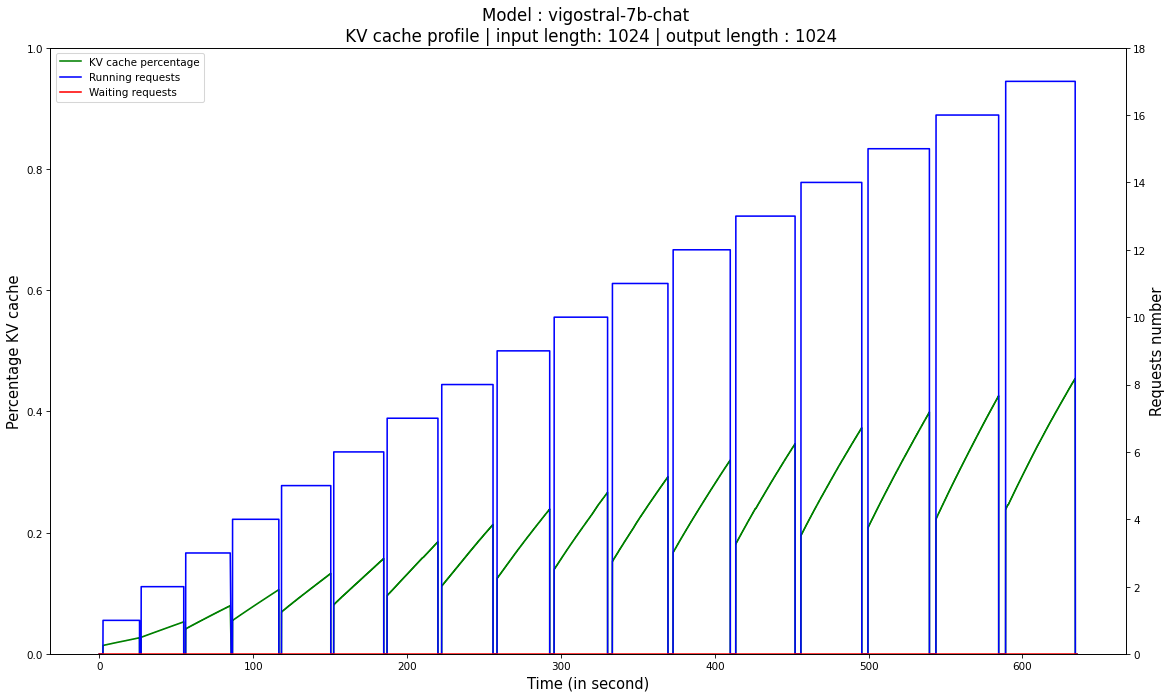 Model : vigostral-7b-chat
KV cache profile | input length: 1024 | output length : 1024
KV cache percentage
Running requests
Waiting requests
Percentage KV cache
1.0
0.8
0.6
0.4
0.2
0.0
18
16
14
12
10
8
6
4
2
0
Requests number
0
100
200
300
400
500
600
Time (in second)